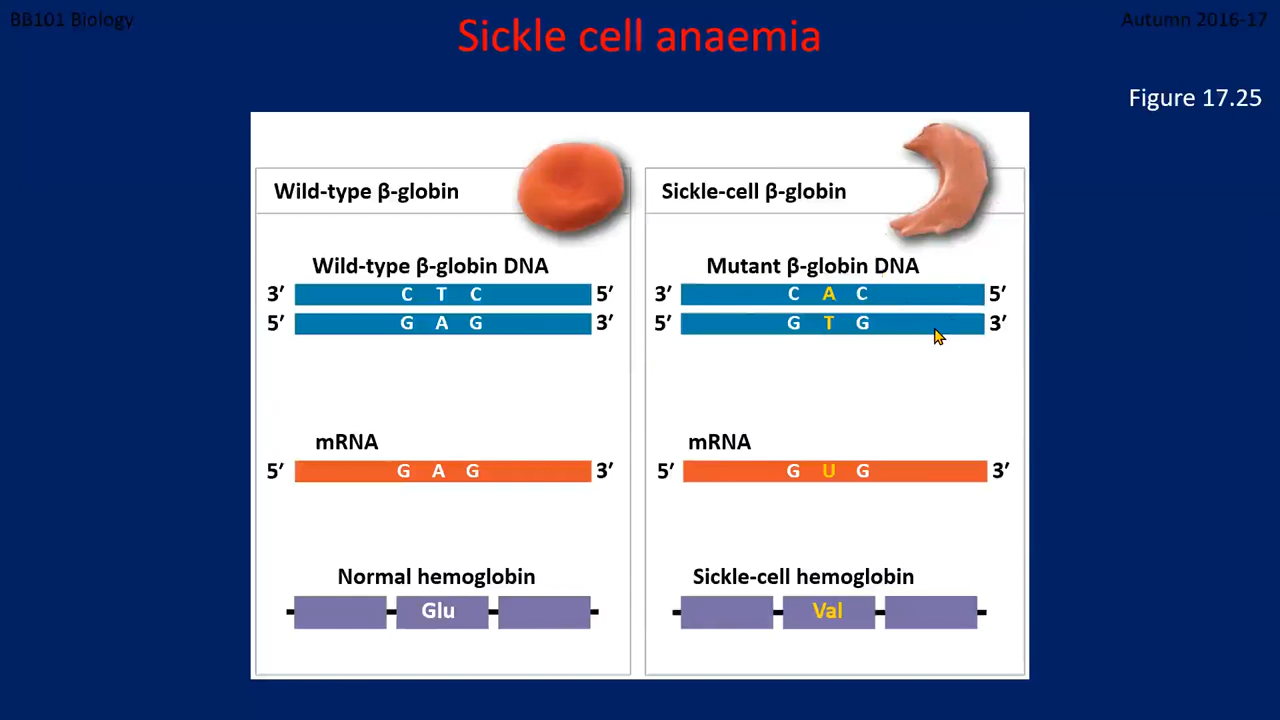 BB101 Biology
Autumn 2016-17
Sickle cell anaemia
Figure 17.25
Wild-type β-globin
Wild-type β-globin DNA
3′ C T C 5′
5′ G A G 3′
mRNA
5′ G A G 3′
Normal hemoglobin
Glu
Sickle-cell β-globin
Mutant β-globin DNA
3′ C A C 5′
5′ G T G 3′
mRNA
5′ G U G 3′
Sickle-cell hemoglobin
Val